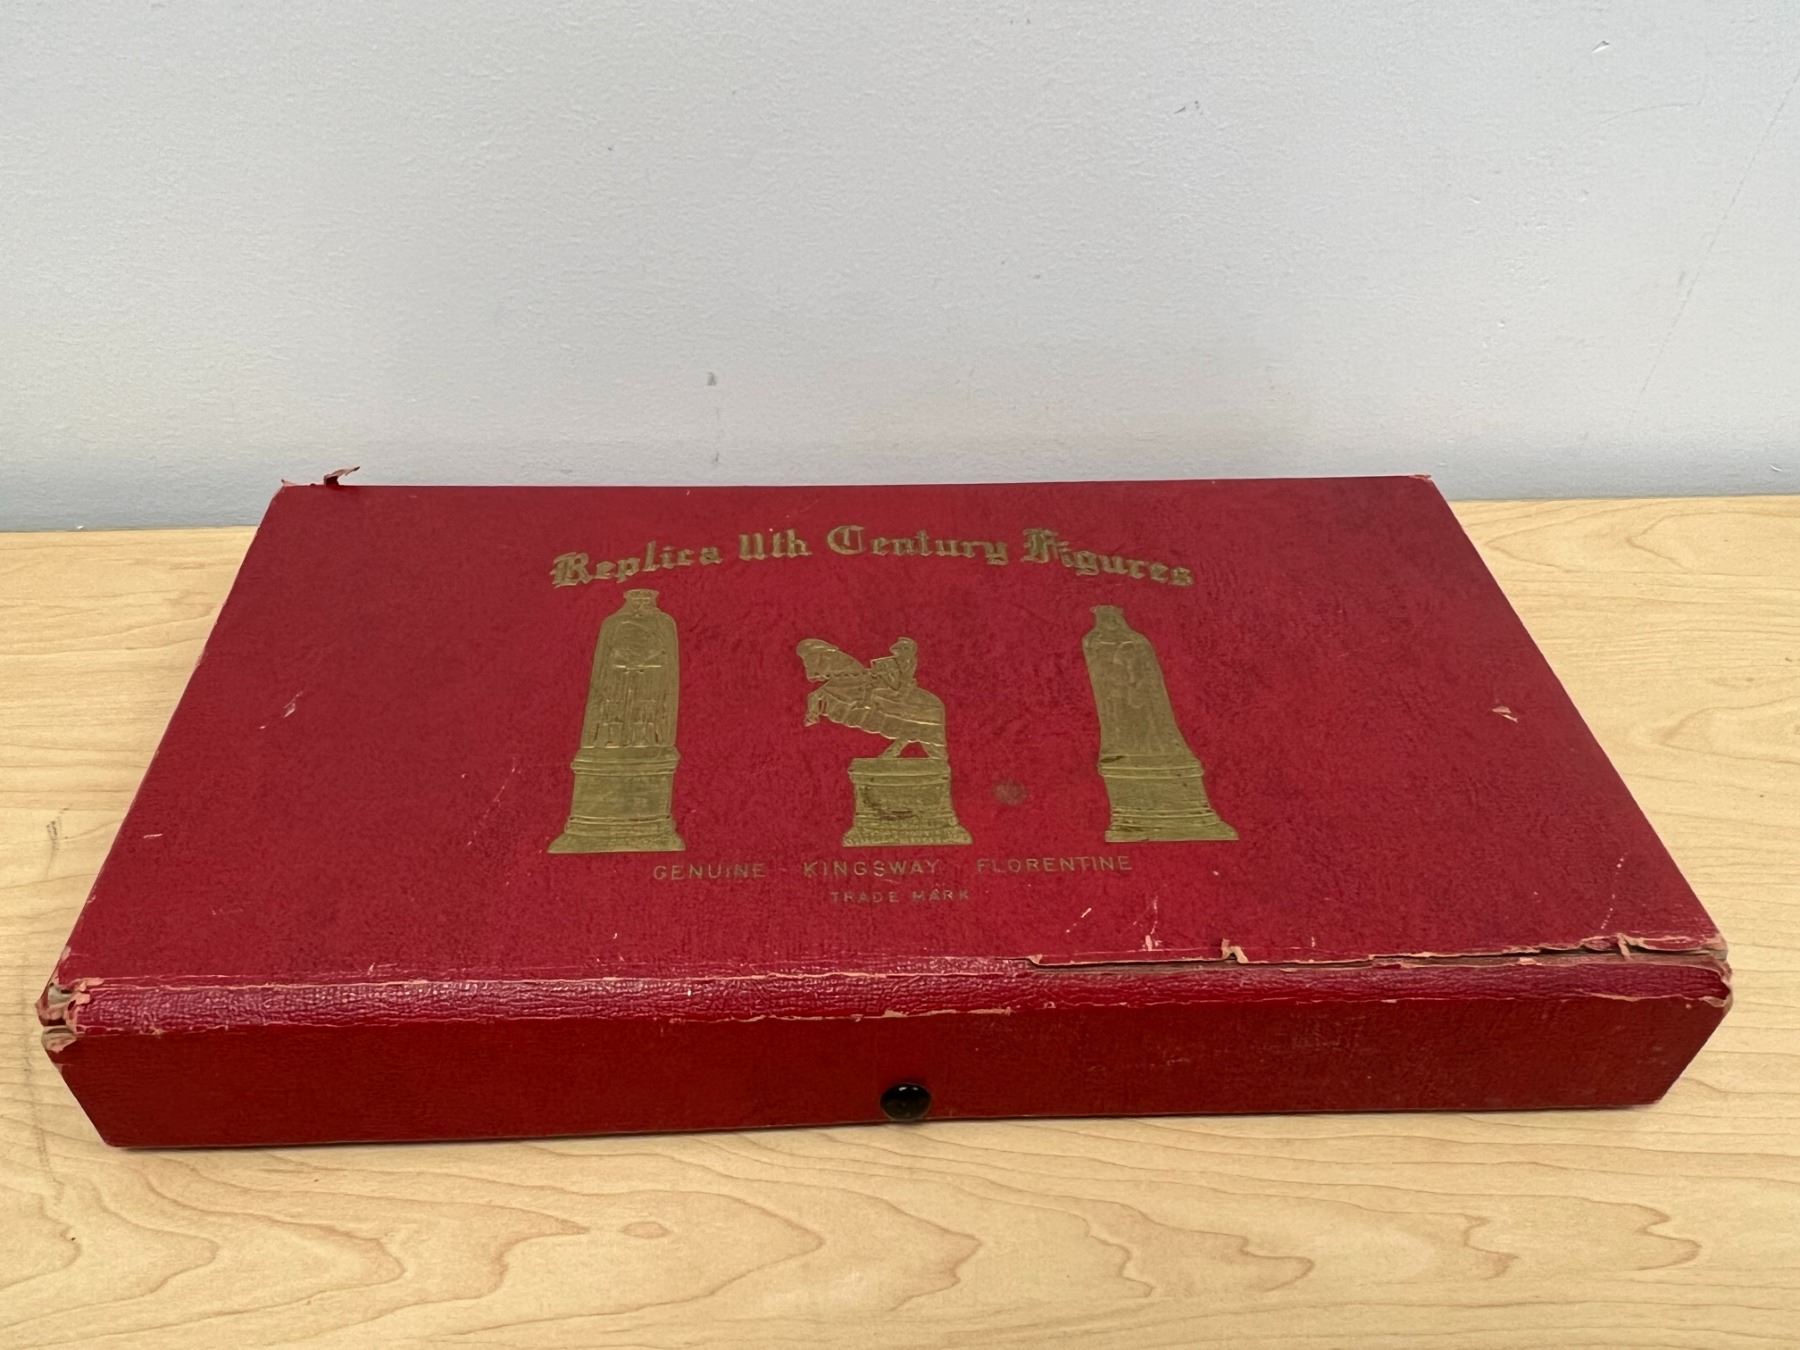 Replica 11th Century Figures
GENUINE - KINGSWAY - FLORENTINE
TRADE MARK